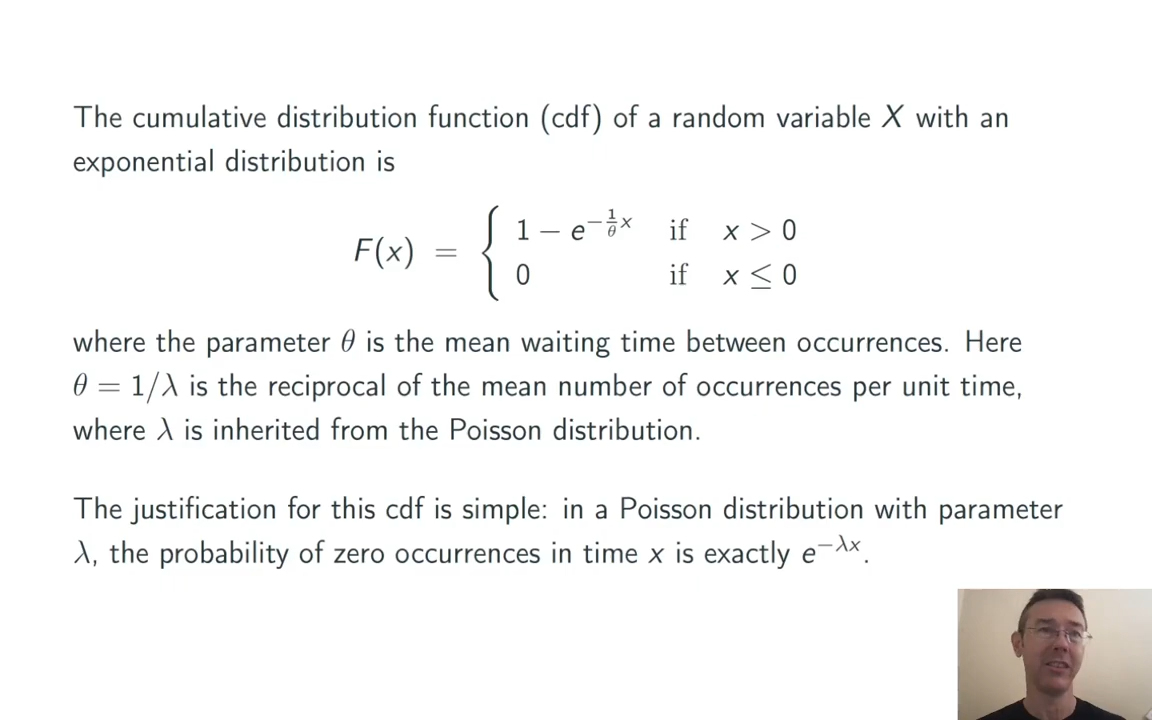 The cumulative distribution function (cdf) of a random variable X with an
exponential distribution is
F(x) = { 1 − e^{−\frac{1}{θ}x} if x > 0
0 if x ≤ 0
where the parameter θ is the mean waiting time between occurrences. Here
θ = 1/λ is the reciprocal of the mean number of occurrences per unit time,
where λ is inherited from the Poisson distribution.
The justification for this cdf is simple: in a Poisson distribution with parameter
λ, the probability of zero occurrences in time x is exactly e^{−λx}.